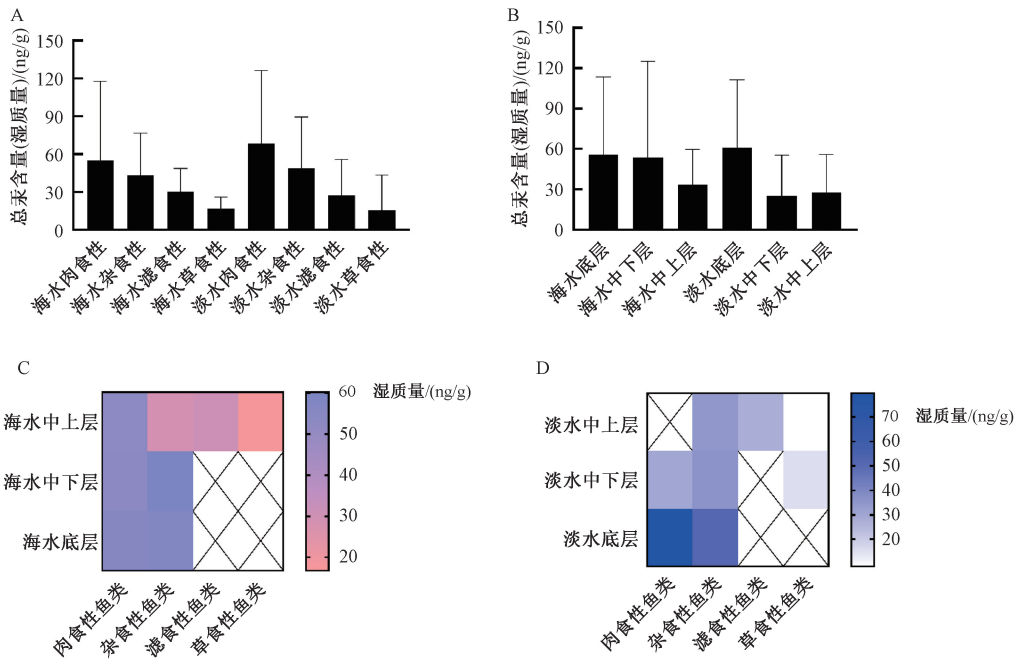 A
总汞含量(湿质量)/(ng/g)
150
120
90
60
30
0
海水肉食性
海水杂食性
海水滤食性
海水草食性
淡水肉食性
淡水杂食性
淡水滤食性
淡水草食性
B
总汞含量(湿质量)/(ng/g)
150
120
90
60
30
0
海水底层
海水中下层
海水中上层
淡水底层
淡水中下层
淡水中上层
C
海水中上层
海水中下层
海水底层
肉食性鱼类
杂食性鱼类
滤食性鱼类
草食性鱼类
湿质量/(ng/g)
60
50
40
30
20
D
淡水中上层
淡水中下层
淡水底层
肉食性鱼类
杂食性鱼类
滤食性鱼类
草食性鱼类
湿质量/(ng/g)
70
60
50
40
30
20